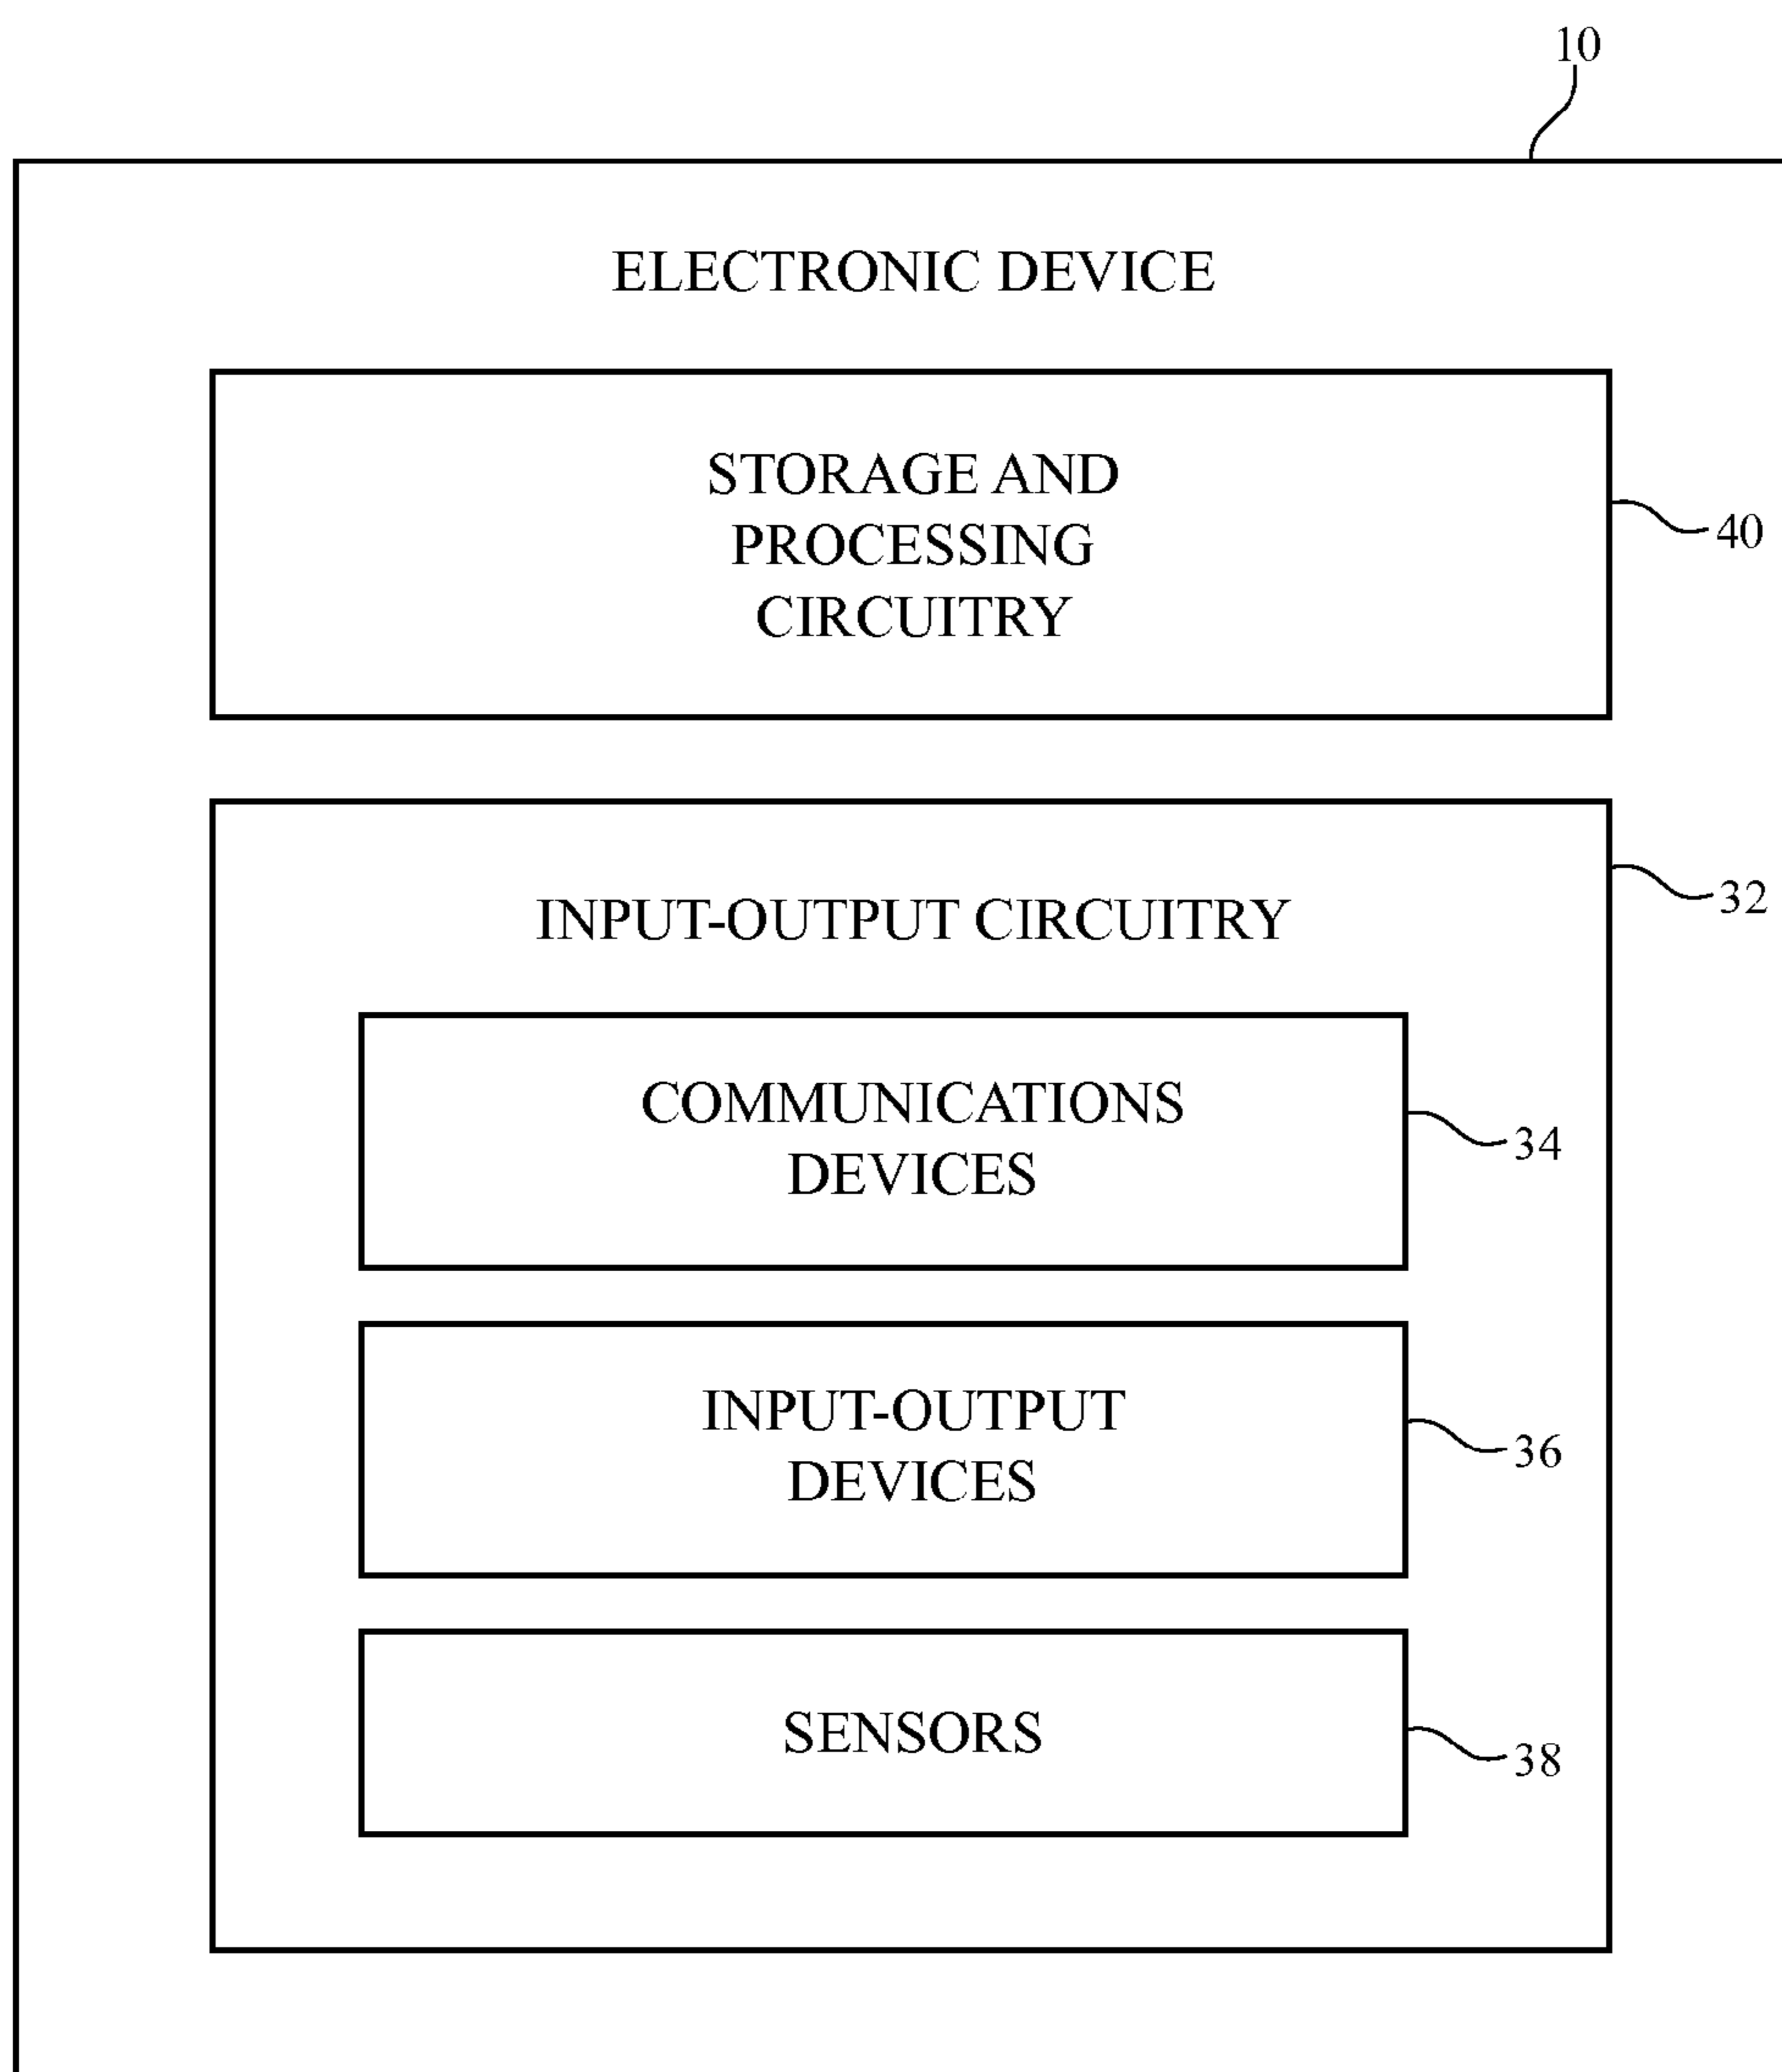 10
ELECTRONIC DEVICE
STORAGE AND
PROCESSING
CIRCUITRY
40
INPUT-OUTPUT CIRCUITRY
32
COMMUNICATIONS
DEVICES
34
INPUT-OUTPUT
DEVICES
36
SENSORS
38